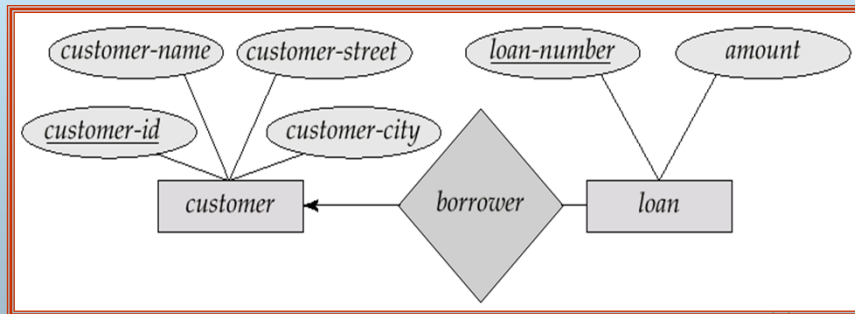 customer-name
customer-street
loan-number
amount
customer-id
customer-city
customer
borrower
loan